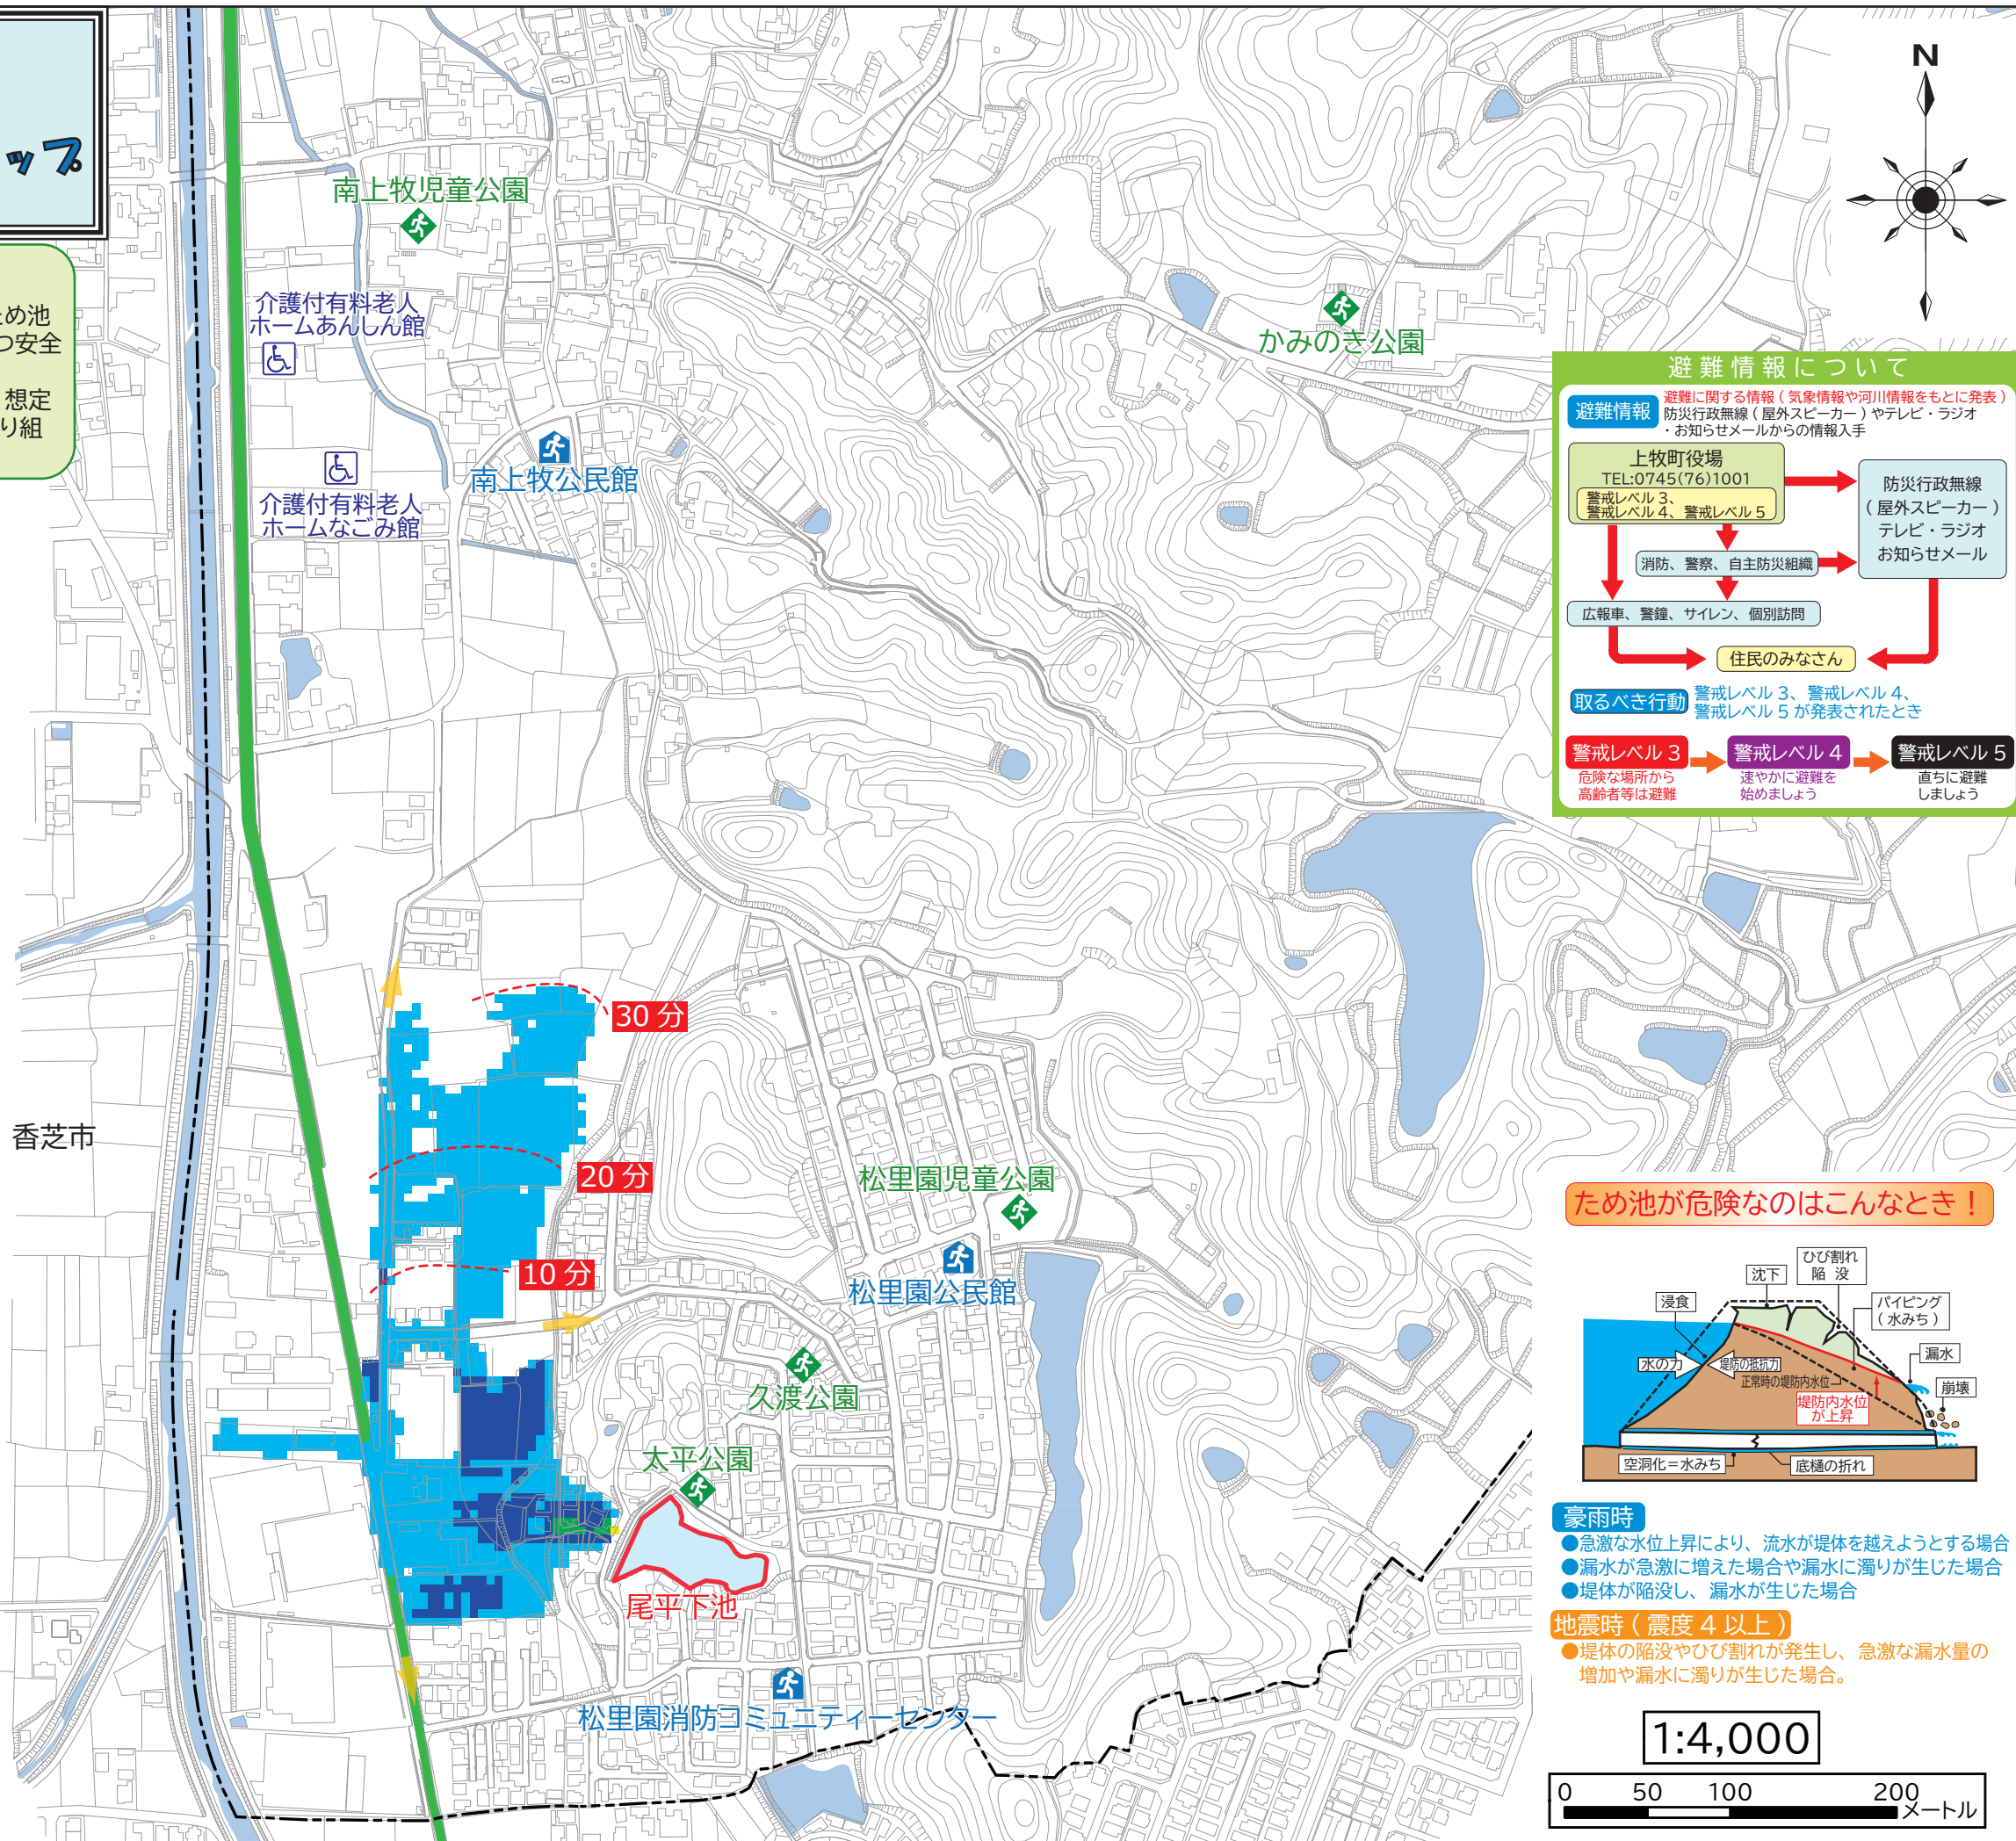 ップ
め池
つ安全
想定
り組
南上牧児童公園
介護付有料老人
ホームあんしん館
介護付有料老人
ホームなごみ館
南上牧公民館
かみのき公園
N
避難情報について
避難情報
避難に関する情報(気象情報や河川情報をもとに発表)
防災行政無線(屋外スピーカー)やテレビ・ラジオ
・お知らせメールからの情報入手
上牧町役場
TEL:0745(76)1001
警戒レベル3、
警戒レベル4、警戒レベル5
防災行政無線
(屋外スピーカー)
テレビ・ラジオ
お知らせメール
消防、警察、自主防災組織
広報車、警鐘、サイレン、個別訪問
住民のみなさん
取るべき行動
警戒レベル3、警戒レベル4、
警戒レベル5が発表されたとき
警戒レベル3
危険な場所から
高齢者等は避難
警戒レベル4
速やかに避難を
始めましょう
警戒レベル5
直ちに避難
しましょう
30分
20分
10分
香芝市
松里園児童公園
松里園公民館
久渡公園
太平公園
尾平下池
松里園消防コミュニティーセンター
ため池が危険なのはこんなとき!
沈下
ひび割れ
陥没
浸食
パイピング
(水みち)
水の力
堤防の抵抗力
正常時の堤防内水位
漏水
堤防内水位
が上昇
崩壊
空洞化=水みち
底樋の折れ
豪雨時
●急激な水位上昇により、流水が堤体を越えようとする場合
●漏水が急激に増えた場合や漏水に濁りが生じた場合
●堤体が陥没し、漏水が生じた場合
地震時(震度4以上)
●堤体の陥没やひび割れが発生し、急激な漏水量の
増加や漏水に濁りが生じた場合。
1:4,000
0 50 100 200
メートル